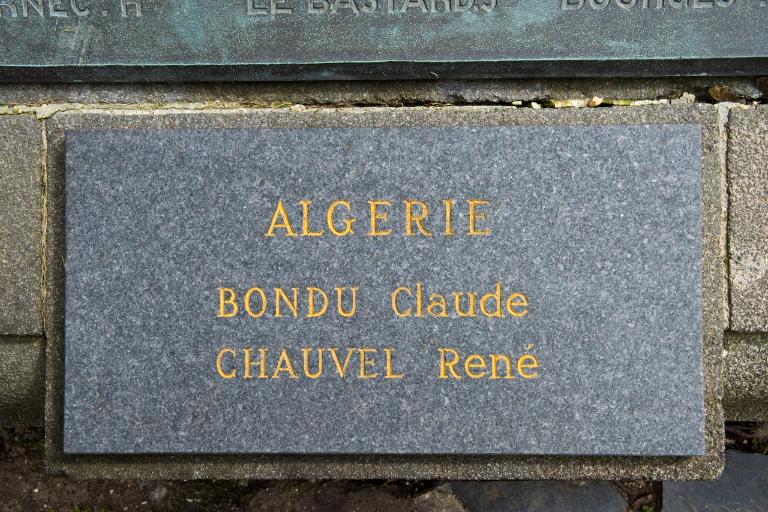 LE BASTARDS
ALGERIE
BONDU Claude
CHAUVEL René